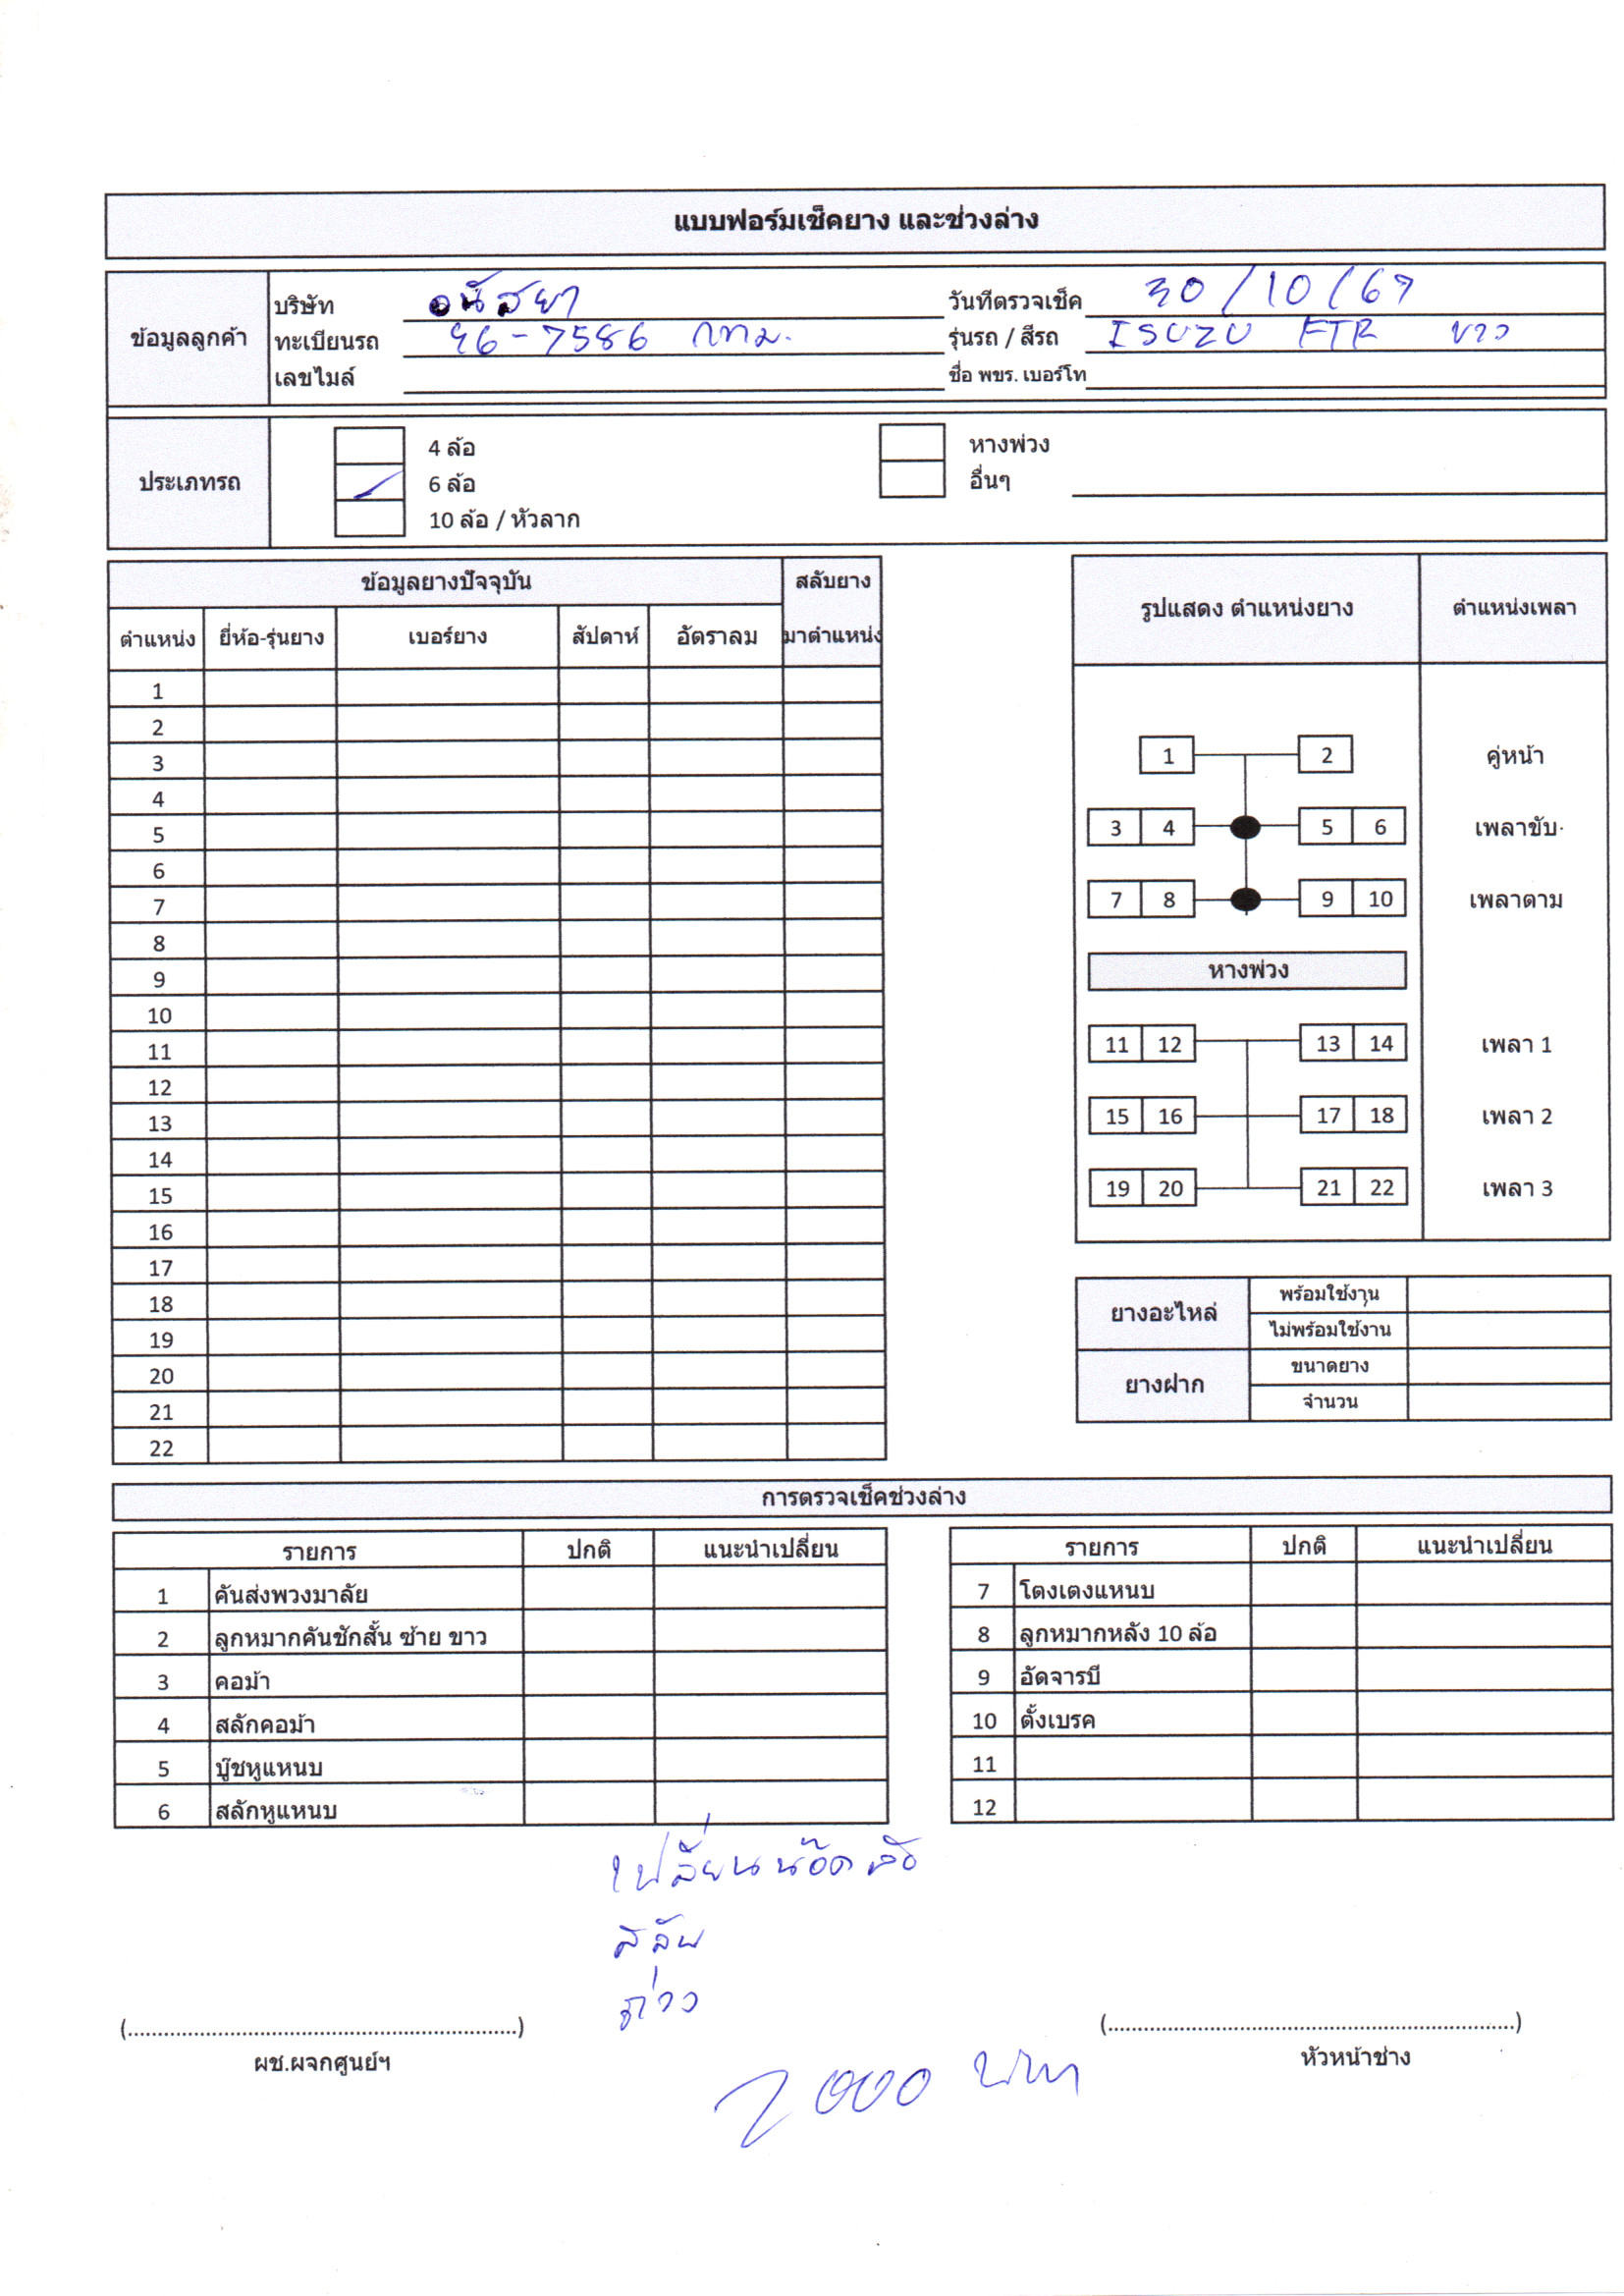 แบบฟอร์มเช็คยาง และช่วงล่าง
ข้อมูลลูกค้า
บริษัท อนัสยา วันที่ตรวจเช็ค 30/10/67
ทะเบียนรถ 96-7586 กทม. รุ่นรถ / สีรถ ISUZU FTR ขาว
เลขไมล์ ชื่อ พขร. เบอร์โท
ประเภทรถ
4 ล้อ หางพ่วง
6 ล้อ อื่นๆ
10 ล้อ / หัวลาก
ข้อมูลยางปัจจุบัน สลับยาง
ตำแหน่ง ยี่ห้อ-รุ่นยาง เบอร์ยาง สัปดาห์ อัตราลม มาตำแหน่ง
1
2
3
4
5
6
7
8
9
10
11
12
13
14
15
16
17
18
19
20
21
22
รูปแสดง ตำแหน่งยาง ตำแหน่งเพลา
1 2 คู่หน้า
3 4 5 6 เพลาขับ
7 8 9 10 เพลาตาม
หางพ่วง
11 12 13 14 เพลา 1
15 16 17 18 เพลา 2
19 20 21 22 เพลา 3
ยางอะไหล่ พร้อมใช้งาน
ไม่พร้อมใช้งาน
ยางฝาก ขนาดยาง
จำนวน
การตรวจเช็คช่วงล่าง
รายการ ปกติ แนะนำเปลี่ยน
1 คันส่งพวงมาลัย
2 ลูกหมากคันชักสั้น ซ้าย ขาว
3 คอม้า
4 สลักคอม้า
5 บู๊ชหูแหนบ
6 สลักหูแหนบ
รายการ ปกติ แนะนำเปลี่ยน
7 โตงเตงแหนบ
8 ลูกหมากหลัง 10 ล้อ
9 อัดจารบี
10 ตั้งเบรค
11
12
เปลี่ยนน๊อตล้อ
สลับ
ถ่วง
(....................) (....................)
ผช.ผจกศูนย์ฯ หัวหน้าช่าง
2000 บาท